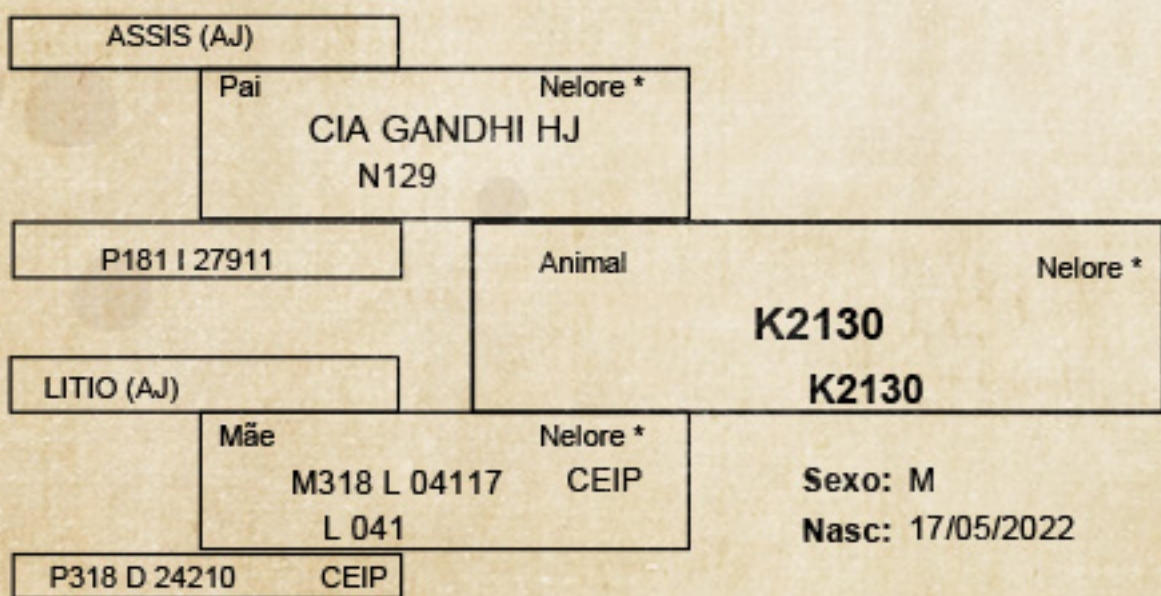 ASSIS (AJ)
Pai Nelore *
CIA GANDHI HJ
N129
P181 I 27911
Animal Nelore *
K2130
K2130
LITIO (AJ)
Mãe Nelore *
M318 L 04117 CEIP
L 041
Sexo: M
Nasc: 17/05/2022
P318 D 24210 CEIP